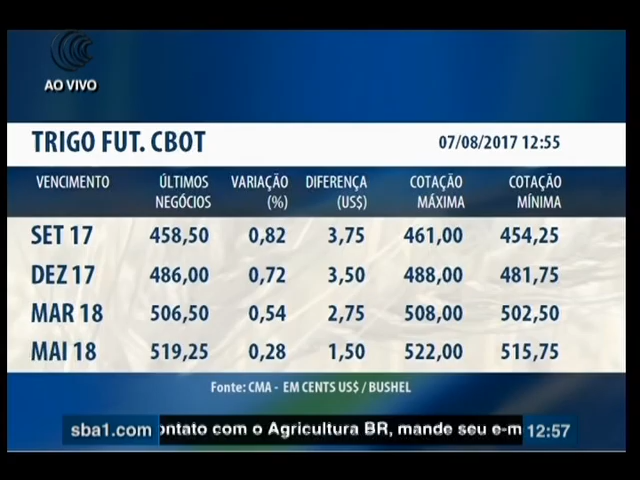 AO VIVO
TRIGO FUT. CBOT 07/08/2017 12:55
VENCIMENTO ÚLTIMOS NEGÓCIOS VARIAÇÃO (%) DIFERENÇA (US$) COTAÇÃO MÁXIMA COTAÇÃO MÍNIMA
SET 17 458,50 0,82 3,75 461,00 454,25
DEZ 17 486,00 0,72 3,50 488,00 481,75
MAR 18 506,50 0,54 2,75 508,00 502,50
MAI 18 519,25 0,28 1,50 522,00 515,75
Fonte: CMA - EM CENTS US$ / BUSHEL
sba1.com ontato com o Agricultura BR, mande seu e-m 12:57